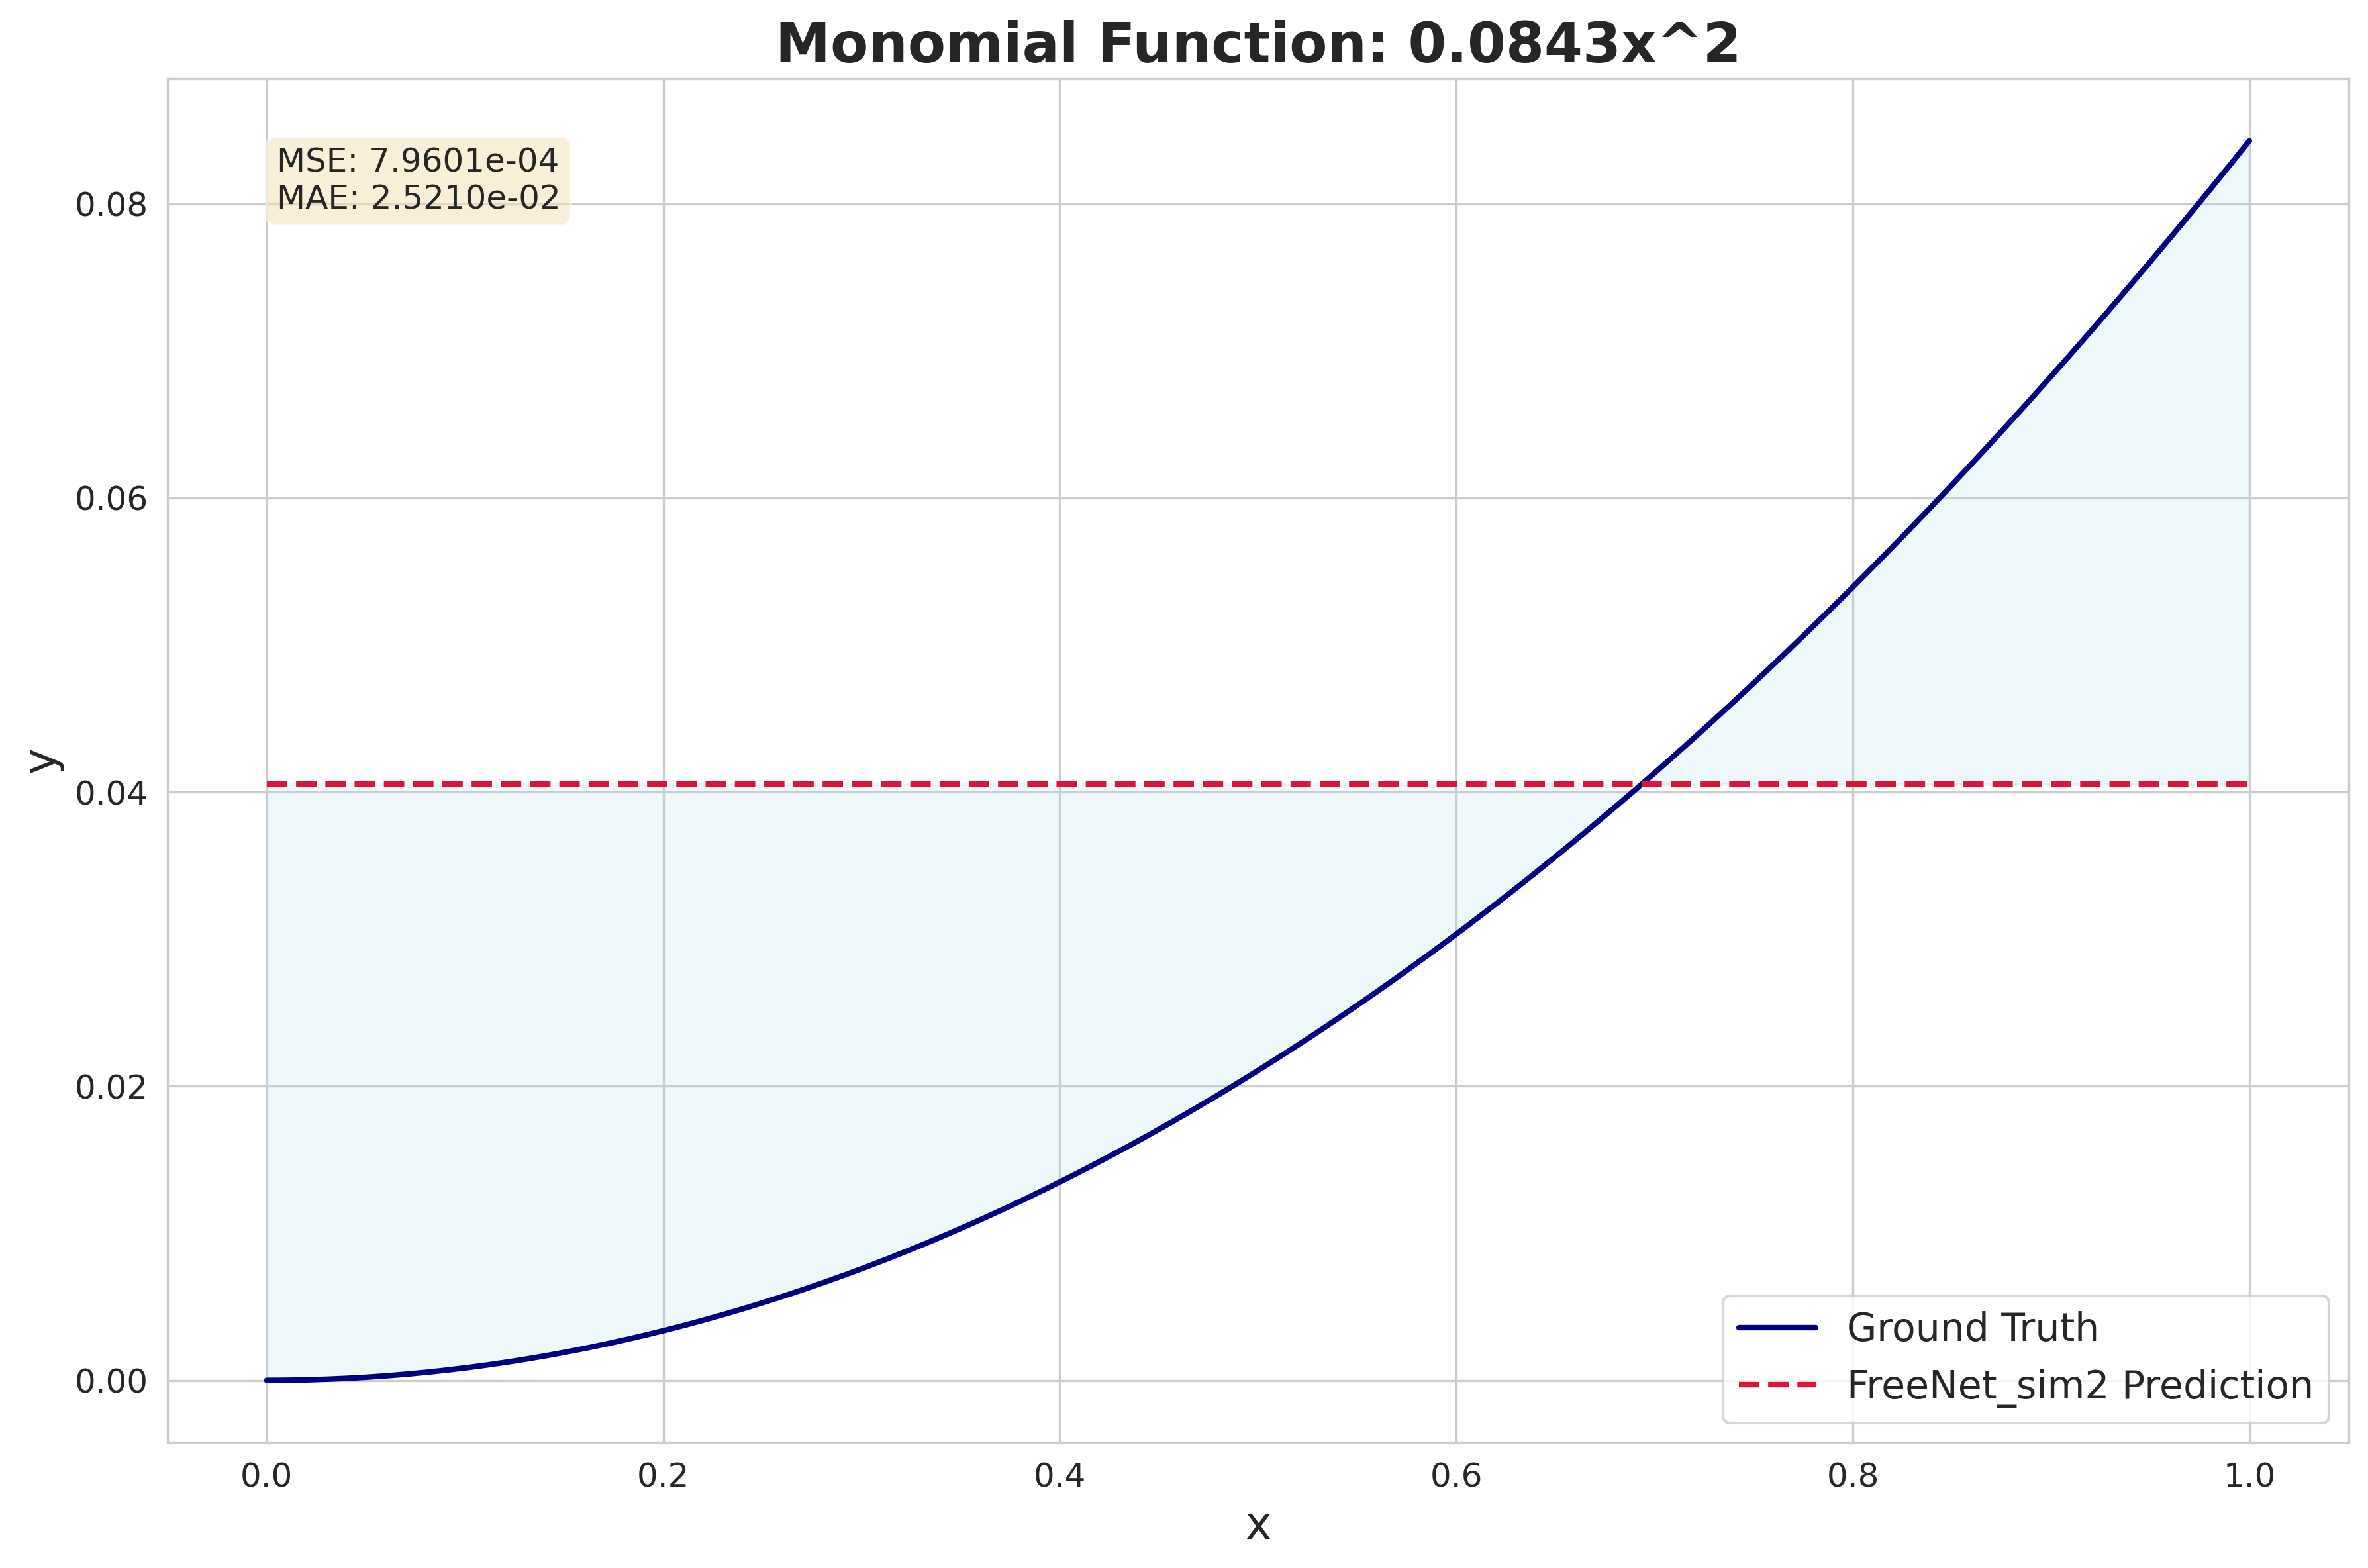 Monomial Function: 0.0843x^2
MSE: 7.9601e-04
MAE: 2.5210e-02
0.08
0.06
0.04
0.02
0.00
y
Ground Truth
FreeNet_sim2 Prediction
0.0 0.2 0.4 0.6 0.8 1.0
x